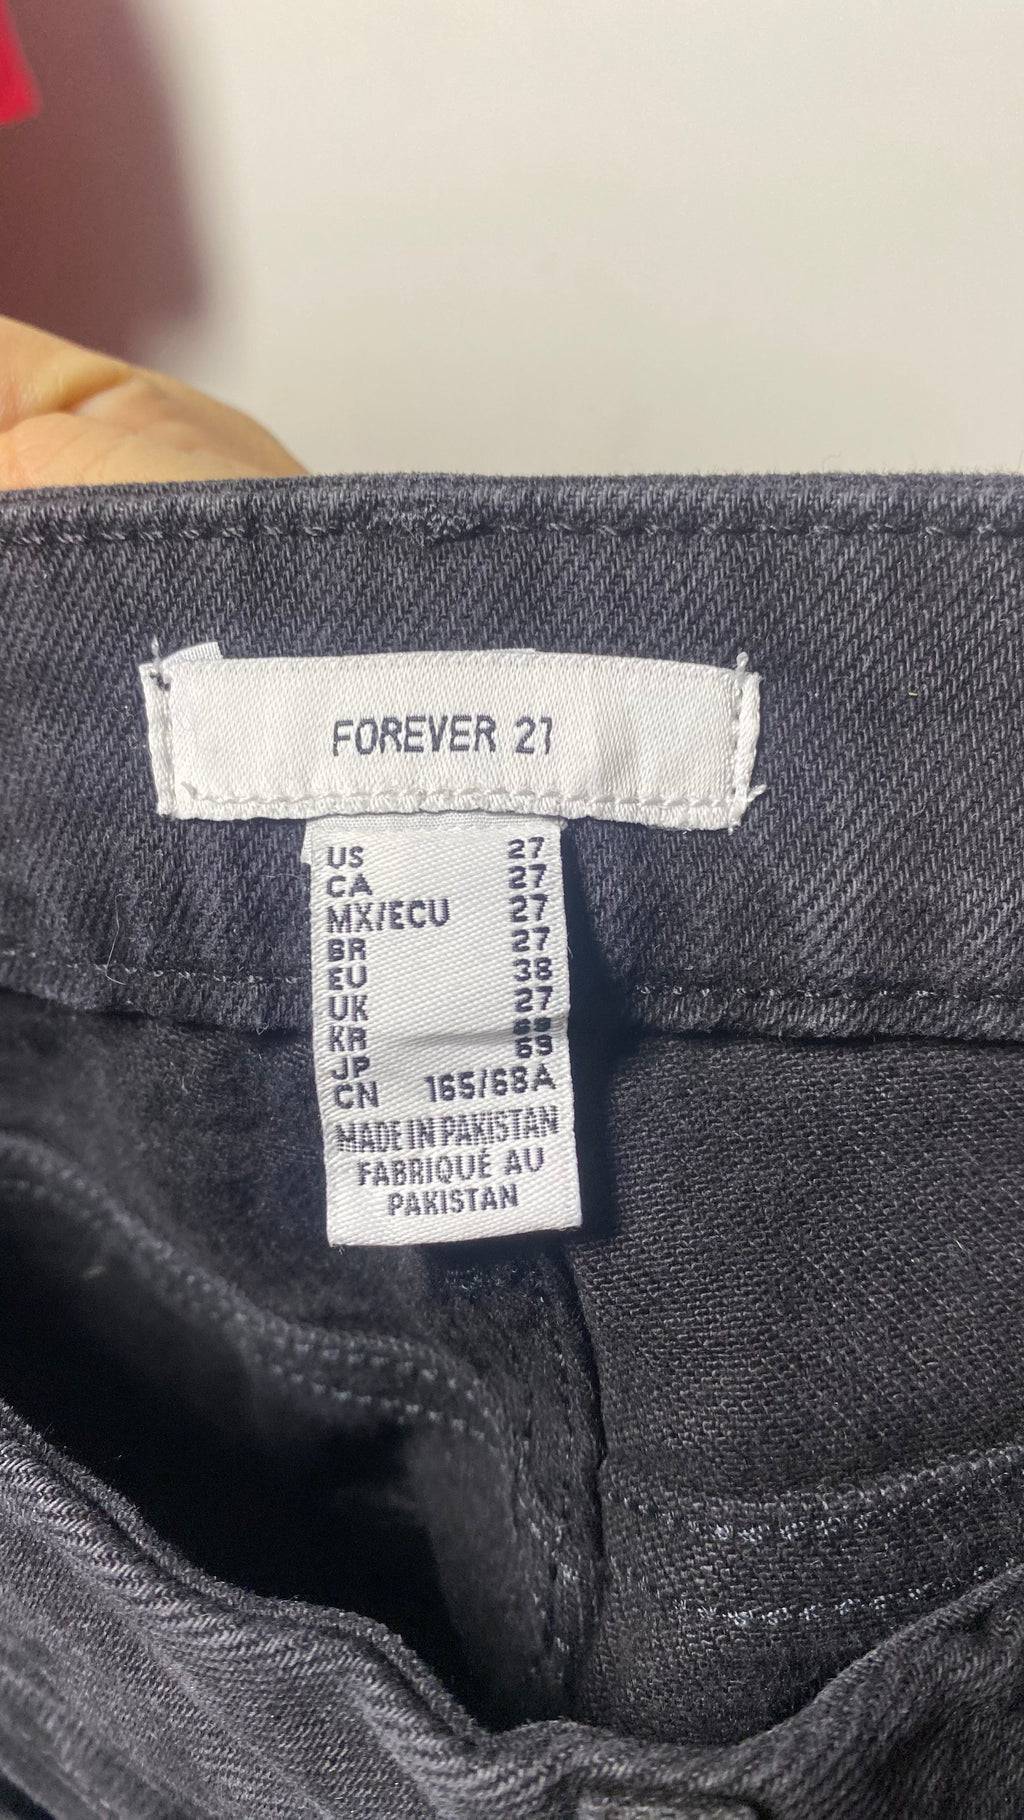 FOREVER 21
US 27
CA 27
MX/ECU 27
BR 27
EU 38
UK 27
KR 69
JP 69
CN 165/68A
MADE IN PAKISTAN
FABRIQUÉ AU
PAKISTAN